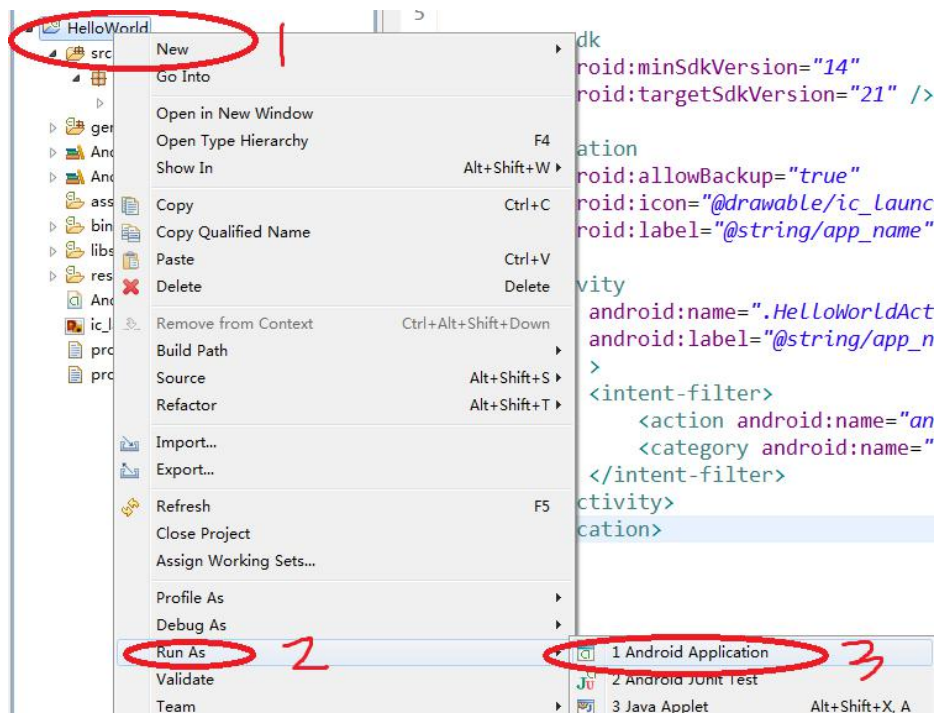 HelloWorld
1
src
ger
And
And
ass
bin
libs
res
And
ic_l
pro
pro
New
Go Into
Open in New Window
Open Type Hierarchy F4
Show In Alt+Shift+W
Copy Ctrl+C
Copy Qualified Name
Paste Ctrl+V
Delete Delete
Remove from Context Ctrl+Alt+Shift+Down
Build Path
Source Alt+Shift+S
Refactor Alt+Shift+T
Import...
Export...
Refresh F5
Close Project
Assign Working Sets...
Profile As
Debug As
Run As 2
Validate
Team
1 Android Application 3
2 Android JUnit Test
3 Java Applet Alt+Shift+X, A
5
dk
roid:minSdkVersion="14"
roid:targetSdkVersion="21" />
ation
roid:allowBackup="true"
roid:icon="@drawable/ic_launc
roid:label="@string/app_name"
vity
android:name=".HelloWorldAct
android:label="@string/app_n
>
<intent-filter>
<action android:name="an
<category android:name="
</intent-filter>
ctivity>
cation>